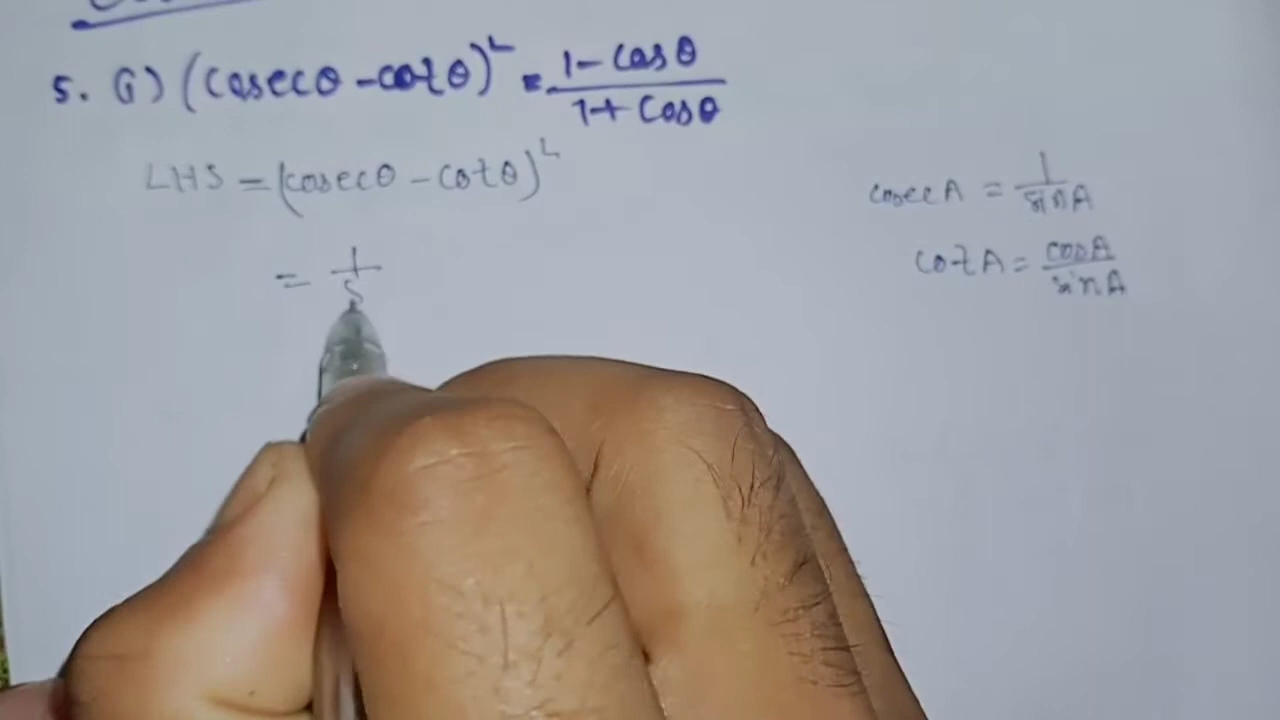 5. (i) (cosecθ - cotθ)² = (1 - cosθ)/(1 + cosθ)
LHS = (cosecθ - cotθ)²
= 1/s
cosecA = 1/sinA
cotA = cosA/sinA